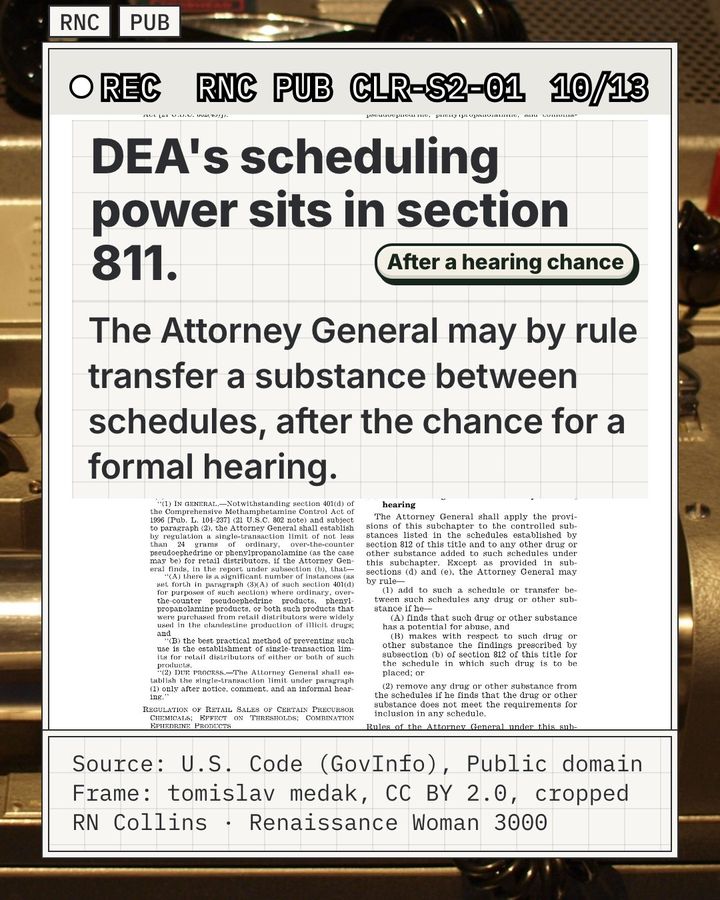 RNC PUB
REC RNC PUB CLR-S2-01 10/13
DEA's scheduling
power sits in section
811.
After a hearing chance
The Attorney General may by rule
transfer a substance between
schedules, after the chance for a
formal hearing.
"(1) IN GENERAL.—Notwithstanding section 401(d) of
the Comprehensive Methamphetamine Control Act of
1996 [Pub. L. 104-237] (21 U.S.C. 802 note) and subject
to paragraph (2), the Attorney General shall establish
by regulation a single-transaction limit of not less
than 24 grams of ordinary, over-the-counter
pseudoephedrine or phenylpropanolamine (as the case
may be) for retail distributors, if the Attorney Gen-
eral finds, in the report under subsection (b), that—
"(A) there is a significant number of instances (as
set forth in paragraph (3)(A) of such section 401(d)
for purposes of such section) where ordinary, over-
the-counter pseudoephedrine products, phenyl-
propanolamine products, or both such products that
were purchased from retail distributors were widely
used in the clandestine production of illicit drugs;
and
"(B) the best practical method of preventing such
use is the establishment of single-transaction lim-
its for retail distributors of either or both of such
products.
"(2) DUE PROCESS.—The Attorney General shall es-
tablish the single-transaction limit under paragraph
(1) only after notice, comment, and an informal hear-
ing."
REGULATION OF RETAIL SALES OF CERTAIN PRECURSOR
CHEMICALS; EFFECT ON THRESHOLDS; COMBINATION
EPHEDRINE PRODUCTS
hearing
The Attorney General shall apply the provi-
sions of this subchapter to the controlled sub-
stances listed in the schedules established by
section 812 of this title and to any other drug or
other substance added to such schedules under
this subchapter. Except as provided in sub-
sections (d) and (e), the Attorney General may
by rule—
(1) add to such a schedule or transfer be-
tween such schedules any drug or other sub-
stance if he—
(A) finds that such drug or other substance
has a potential for abuse, and
(B) makes with respect to such drug or
other substance the findings prescribed by
subsection (b) of section 812 of this title for
the schedule in which such drug is to be
placed; or
(2) remove any drug or other substance from
the schedules if he finds that the drug or other
substance does not meet the requirements for
inclusion in any schedule.
Rules of the Attorney General under this sub-
Source: U.S. Code (GovInfo), Public domain
Frame: tomislav medak, CC BY 2.0, cropped
RN Collins · Renaissance Woman 3000